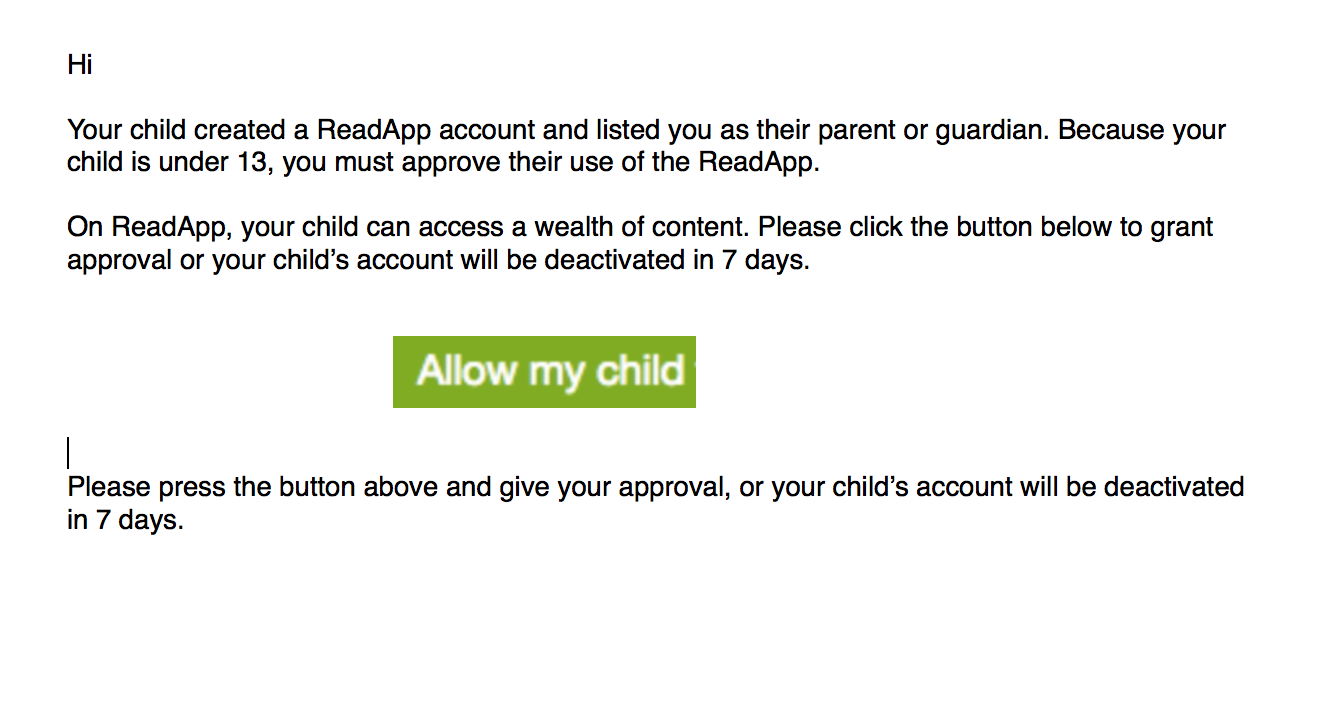 Hi
Your child created a ReadApp account and listed you as their parent or guardian. Because your
child is under 13, you must approve their use of the ReadApp.
On ReadApp, your child can access a wealth of content. Please click the button below to grant
approval or your child’s account will be deactivated in 7 days.
Allow my child
Please press the button above and give your approval, or your child’s account will be deactivated
in 7 days.